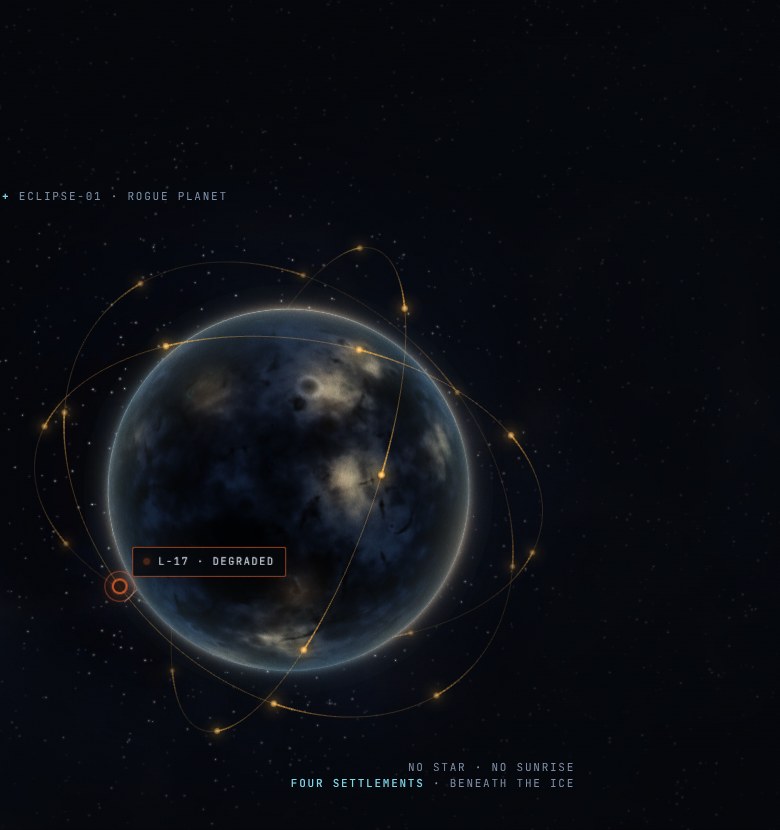 + ECLIPSE-01 · ROGUE PLANET
L-17 · DEGRADED
NO STAR · NO SUNRISE
FOUR SETTLEMENTS · BENEATH THE ICE